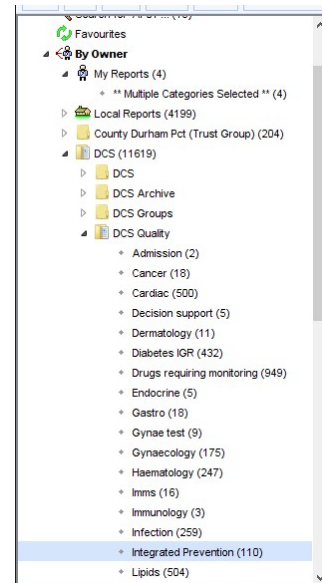 Favourites
By Owner
My Reports (4)
** Multiple Categories Selected ** (4)
Local Reports (4199)
County Durham Pct (Trust Group) (204)
DCS (11619)
DCS
DCS Archive
DCS Groups
DCS Quality
Admission (2)
Cancer (18)
Cardiac (500)
Decision support (5)
Dermatology (11)
Diabetes IGR (432)
Drugs requiring monitoring (949)
Endocrine (5)
Gastro (18)
Gynae test (9)
Gynaecology (175)
Haematology (247)
Imms (16)
Immunology (3)
Infection (259)
Integrated Prevention (110)
Lipids (504)